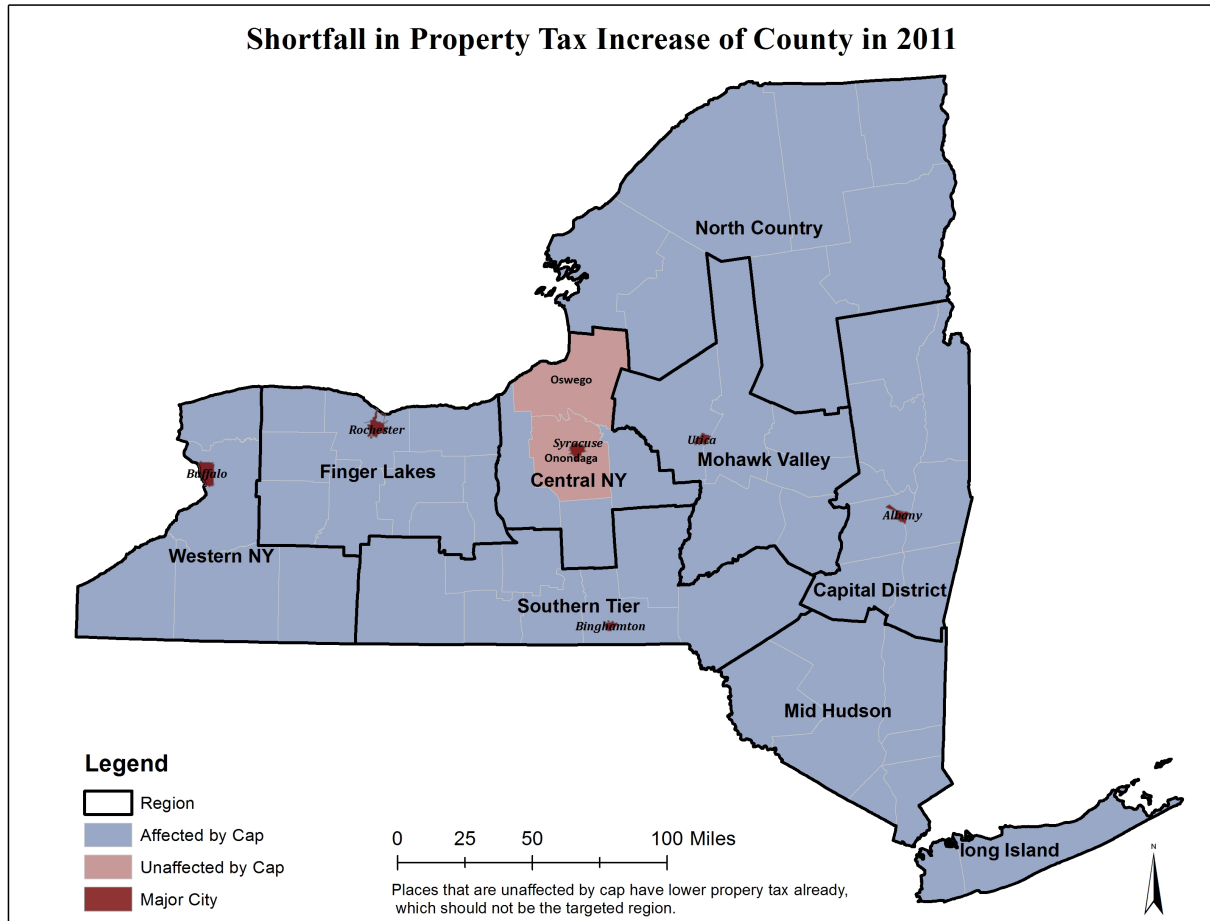 Shortfall in Property Tax Increase of County in 2011
North Country
Oswego
Rochester
Syracuse
Utica
Onondaga
Mohawk Valley
Finger Lakes
Buffalo
Central NY
Albany
Western NY
Capital District
Southern Tier
Binghamton
Mid Hudson
long Island
Legend
Region
Affected by Cap
Unaffected by Cap
Major City
0 25 50 100 Miles
Places that are unaffected by cap have lower propery tax already,
which should not be the targeted region.
N